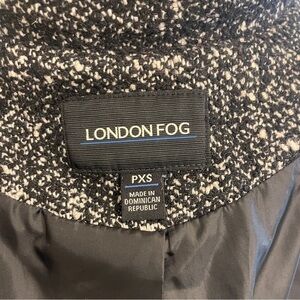 LONDON FOG
PXS
MADE IN
DOMINICAN
REPUBLIC